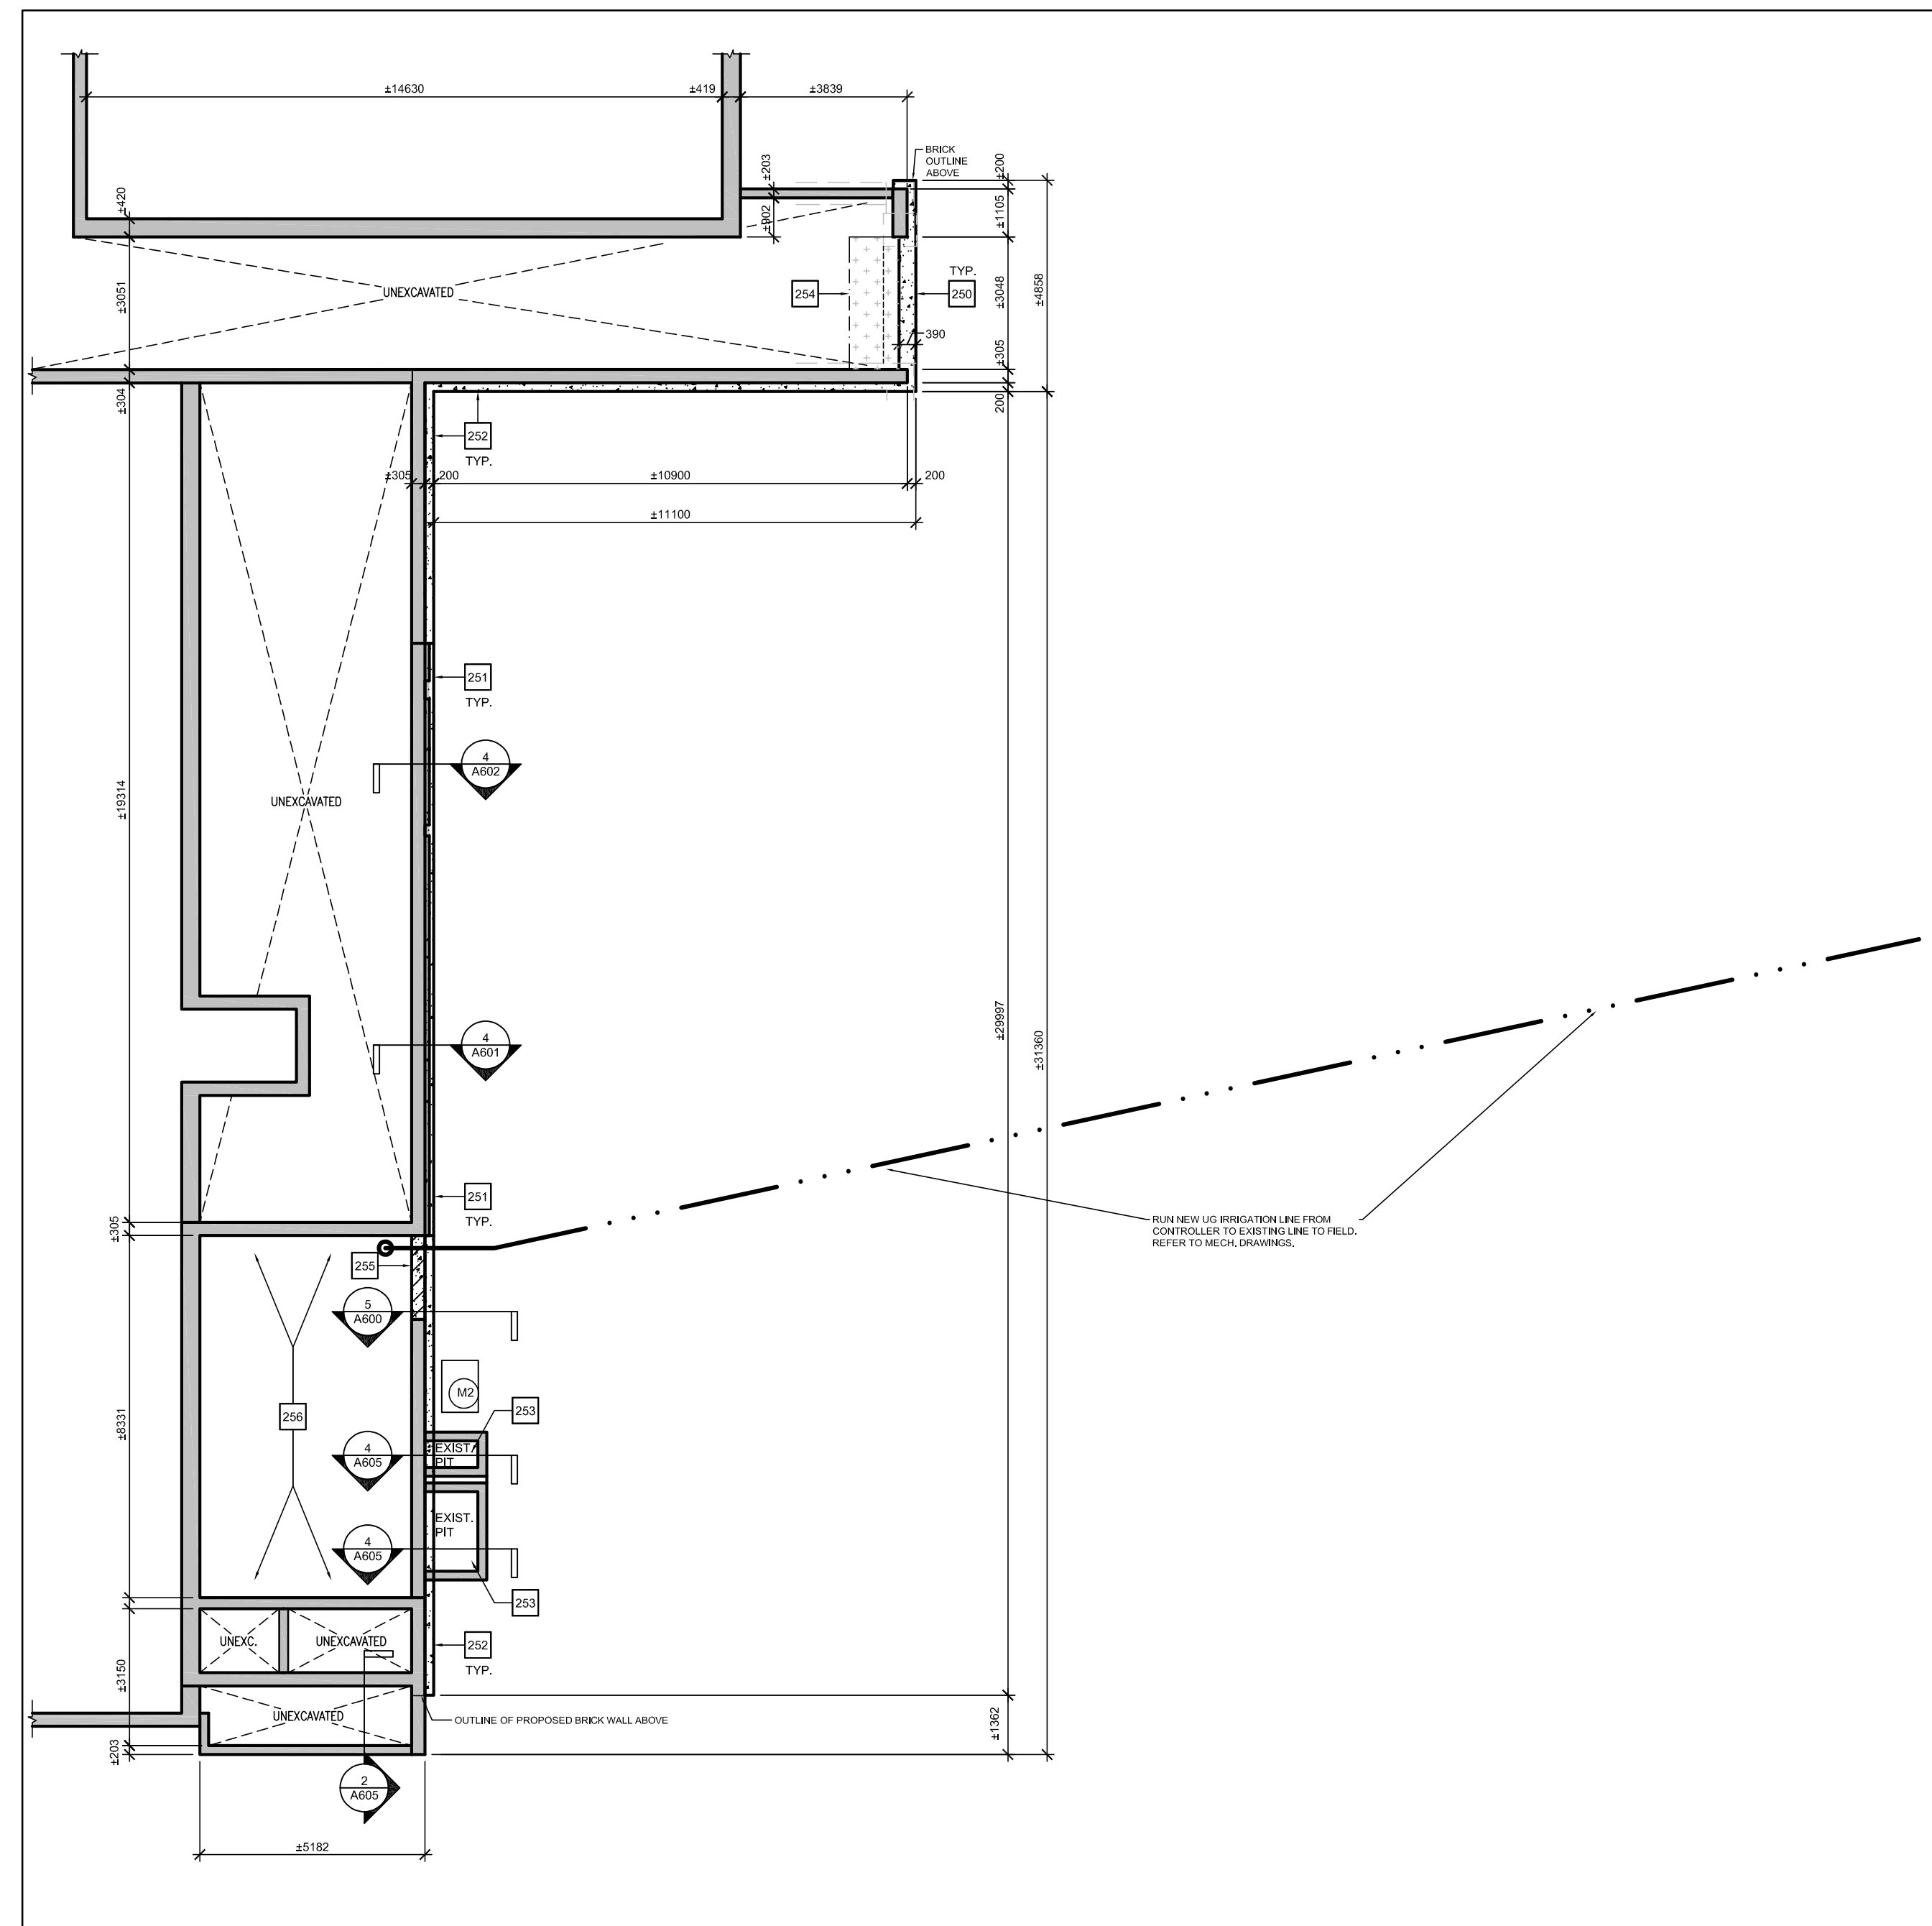 ±14630
±419
±3839
BRICK
OUTLINE
ABOVE
±203
±200
±420
±902
±1105
±3051
UNEXCAVATED
254
TYP.
250
±3048
±4858
390
±305
±304
200
252
TYP.
±305
200
±10900
200
±11100
251
TYP.
4
A602
±19314
UNEXCAVATED
±29997
±31360
4
A601
251
TYP.
±305
RUN NEW UG IRRIGATION LINE FROM
CONTROLLER TO EXISTING LINE TO FIELD.
REFER TO MECH. DRAWINGS.
255
5
A600
M2
256
253
±8331
4
A605
EXIST.
PIT
EXIST.
PIT
4
A605
253
UNEXC.
UNEXCAVATED
252
TYP.
±3150
UNEXCAVATED
OUTLINE OF PROPOSED BRICK WALL ABOVE
±1362
±203
2
A605
±5182